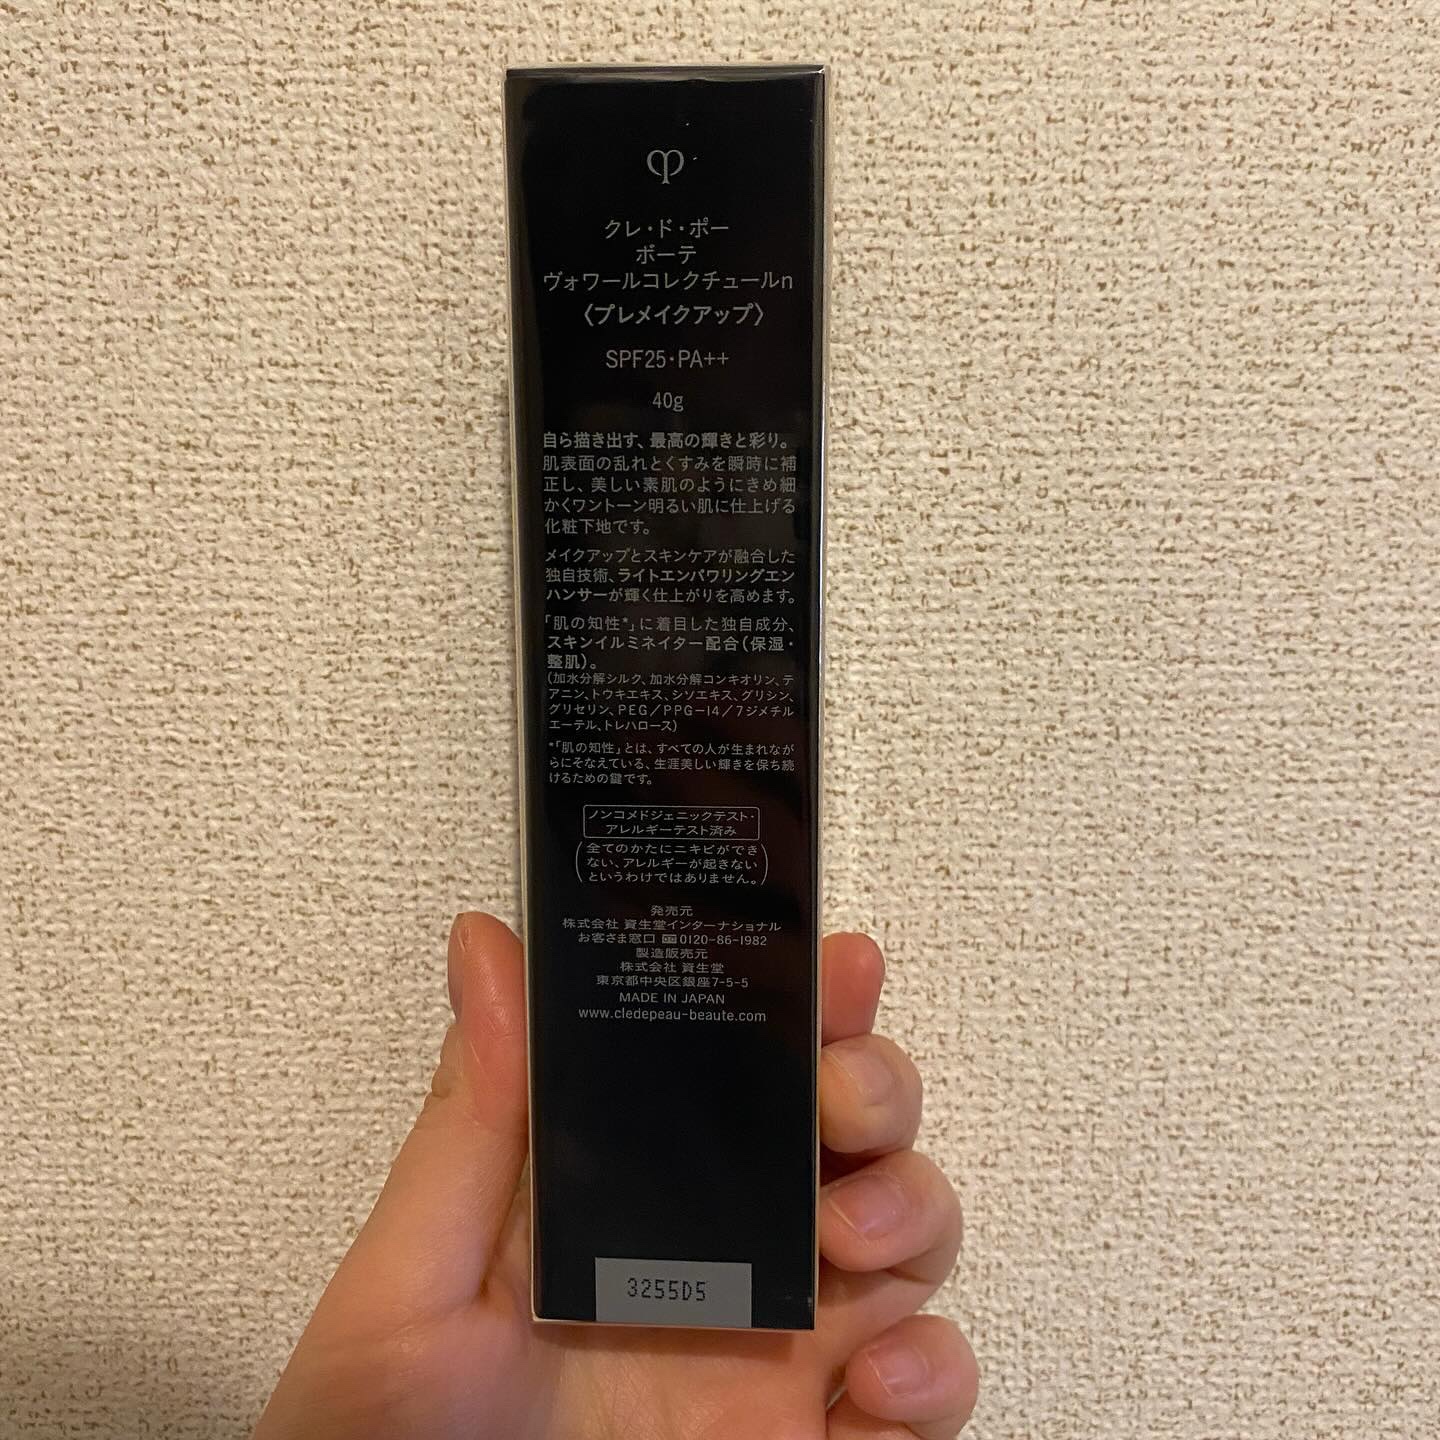 クレ・ド・ポー
ボーテ
ヴォワールコレクチュールn
〈プレメイクアップ〉
SPF25・PA++
40g
自ら描き出す、最高の輝きと彩り。
肌表面の乱れとくすみを瞬時に補
正し、美しい素肌のようにきめ細
かくワントーン明るい肌に仕上げる
化粧下地です。
メイクアップとスキンケアが融合した
独自技術、ライトエンパワリングエン
ハンサーが輝く仕上がりを高めます。
「肌の知性*」に着目した独自成分、
スキンイルミネイター配合(保湿・
整肌)。
(加水分解シルク、加水分解コンキオリン、テ
アニン、トウキエキス、シソエキス、グリシン、
グリセリン、PEG/PPG-14/7ジメチル
エーテル、トレハロース)
*「肌の知性」とは、すべての人が生まれなが
らにそなえている、生涯美しい輝きを保ち続
けるための鍵です。
ノンコメドジェニックテスト・
アレルギーテスト済み
(全てのかたにニキビができ
ない、アレルギーが起きない
というわけではありません。)
発売元
株式会社 資生堂インターナショナル
お客さま窓口 0120-86-1982
製造販売元
株式会社 資生堂
東京都中央区銀座7-5-5
MADE IN JAPAN
www.cledepeau-beaute.com
3255D5